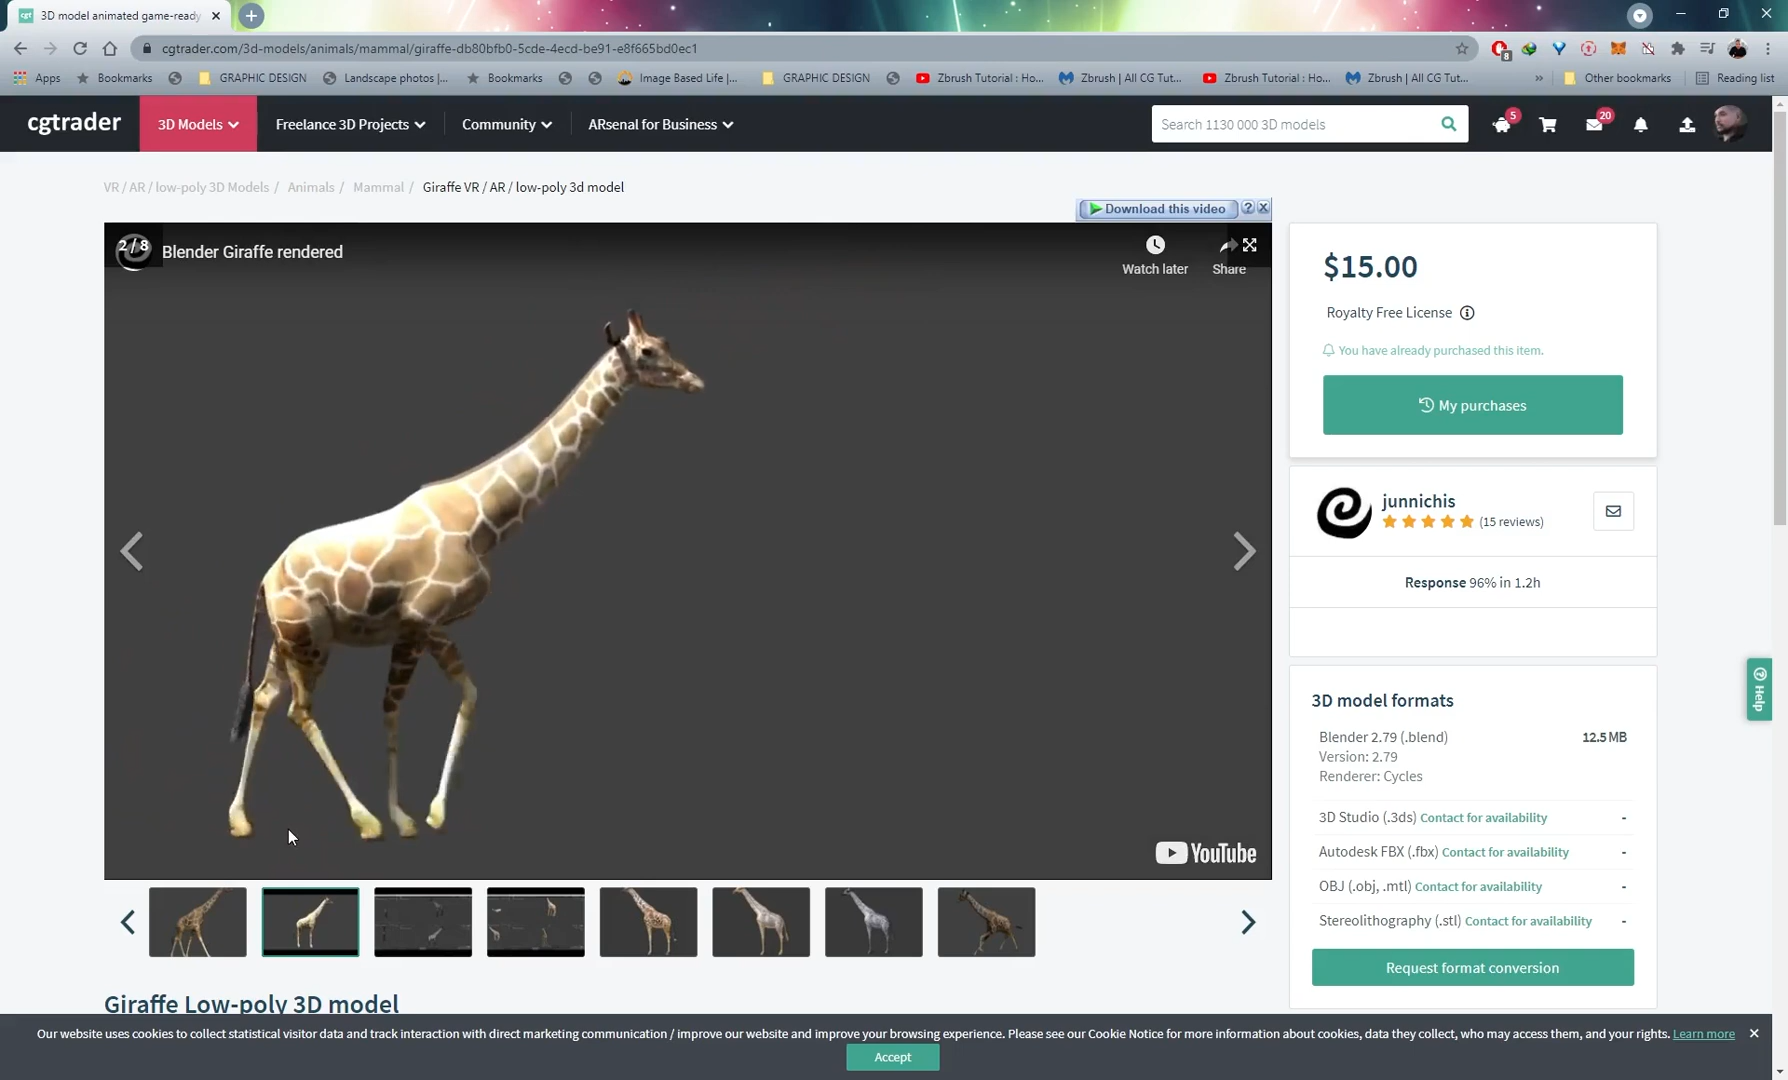 3D model animated game-ready
cgtrader.com/3d-models/animals/mammal/giraffe-db80bfb0-5cde-4ecd-be91-e8f665bd0ec1
8
Apps
Bookmarks
GRAPHIC DESIGN
Landscape photos |...
Bookmarks
Image Based Life |...
GRAPHIC DESIGN
Zbrush Tutorial : Ho...
Zbrush | All CG Tut...
Zbrush Tutorial : Ho...
Zbrush | All CG Tut...
»
Other bookmarks
Reading list
cgtrader
3D Models
Freelance 3D Projects
Community
ARsenal for Business
Search 1130 000 3D models
5
20
VR / AR / low-poly 3D Models / Animals / Mammal / Giraffe VR / AR / low-poly 3d model
Download this video
?
2 / 8
Blender Giraffe rendered
Watch later
Share
YouTube
$15.00
Royalty Free License
You have already purchased this item.
My purchases
junnichis
(15 reviews)
Response 96% in 1.2h
3D model formats
Blender 2.79 (.blend) 12.5 MB
Version: 2.79
Renderer: Cycles
3D Studio (.3ds) Contact for availability -
Autodesk FBX (.fbx) Contact for availability -
OBJ (.obj, .mtl) Contact for availability -
Stereolithography (.stl) Contact for availability -
Request format conversion
Help
Giraffe Low-poly 3D model
Our website uses cookies to collect statistical visitor data and track interaction with direct marketing communication / improve our website and improve your browsing experience. Please see our Cookie Notice for more information about cookies, data they collect, who may access them, and your rights. Learn more
Accept